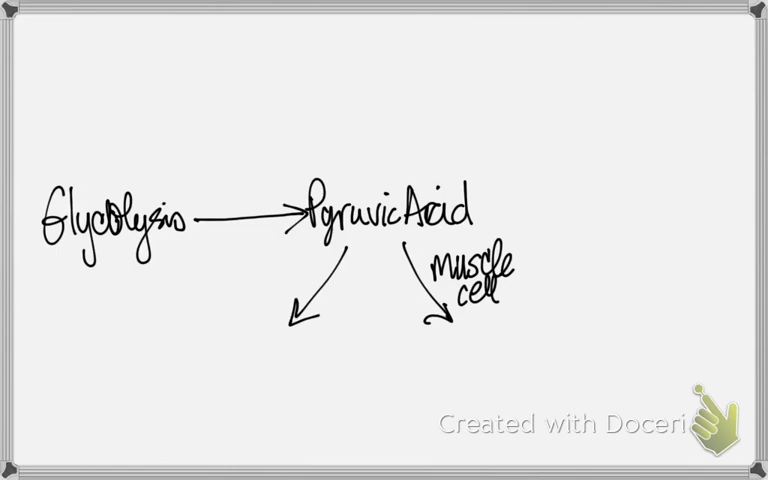 Glycolysis
Pyruvic Acid
muscle
cell
Created with Doceri